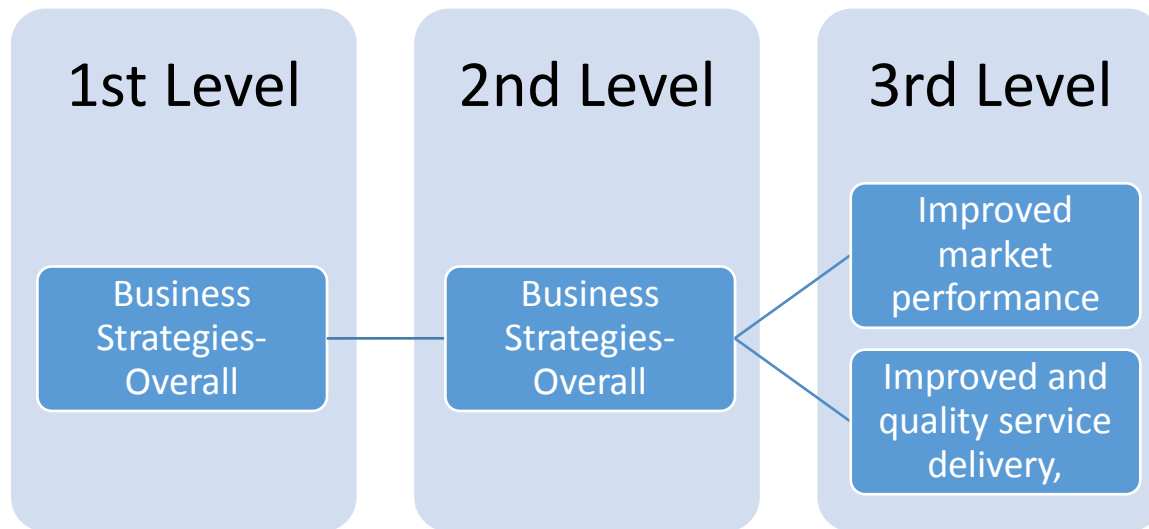 1st Level
Business
Strategies-
Overall
2nd Level
Business
Strategies-
Overall
3rd Level
Improved
market
performance
Improved and
quality service
delivery,